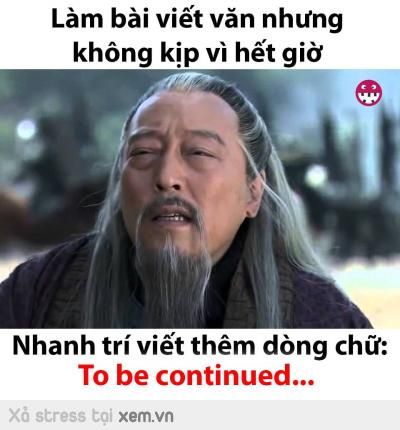 Làm bài viết văn nhưng
không kịp vì hết giờ
Nhanh trí viết thêm dòng chữ:
To be continued...
Xả stress tại xem.vn